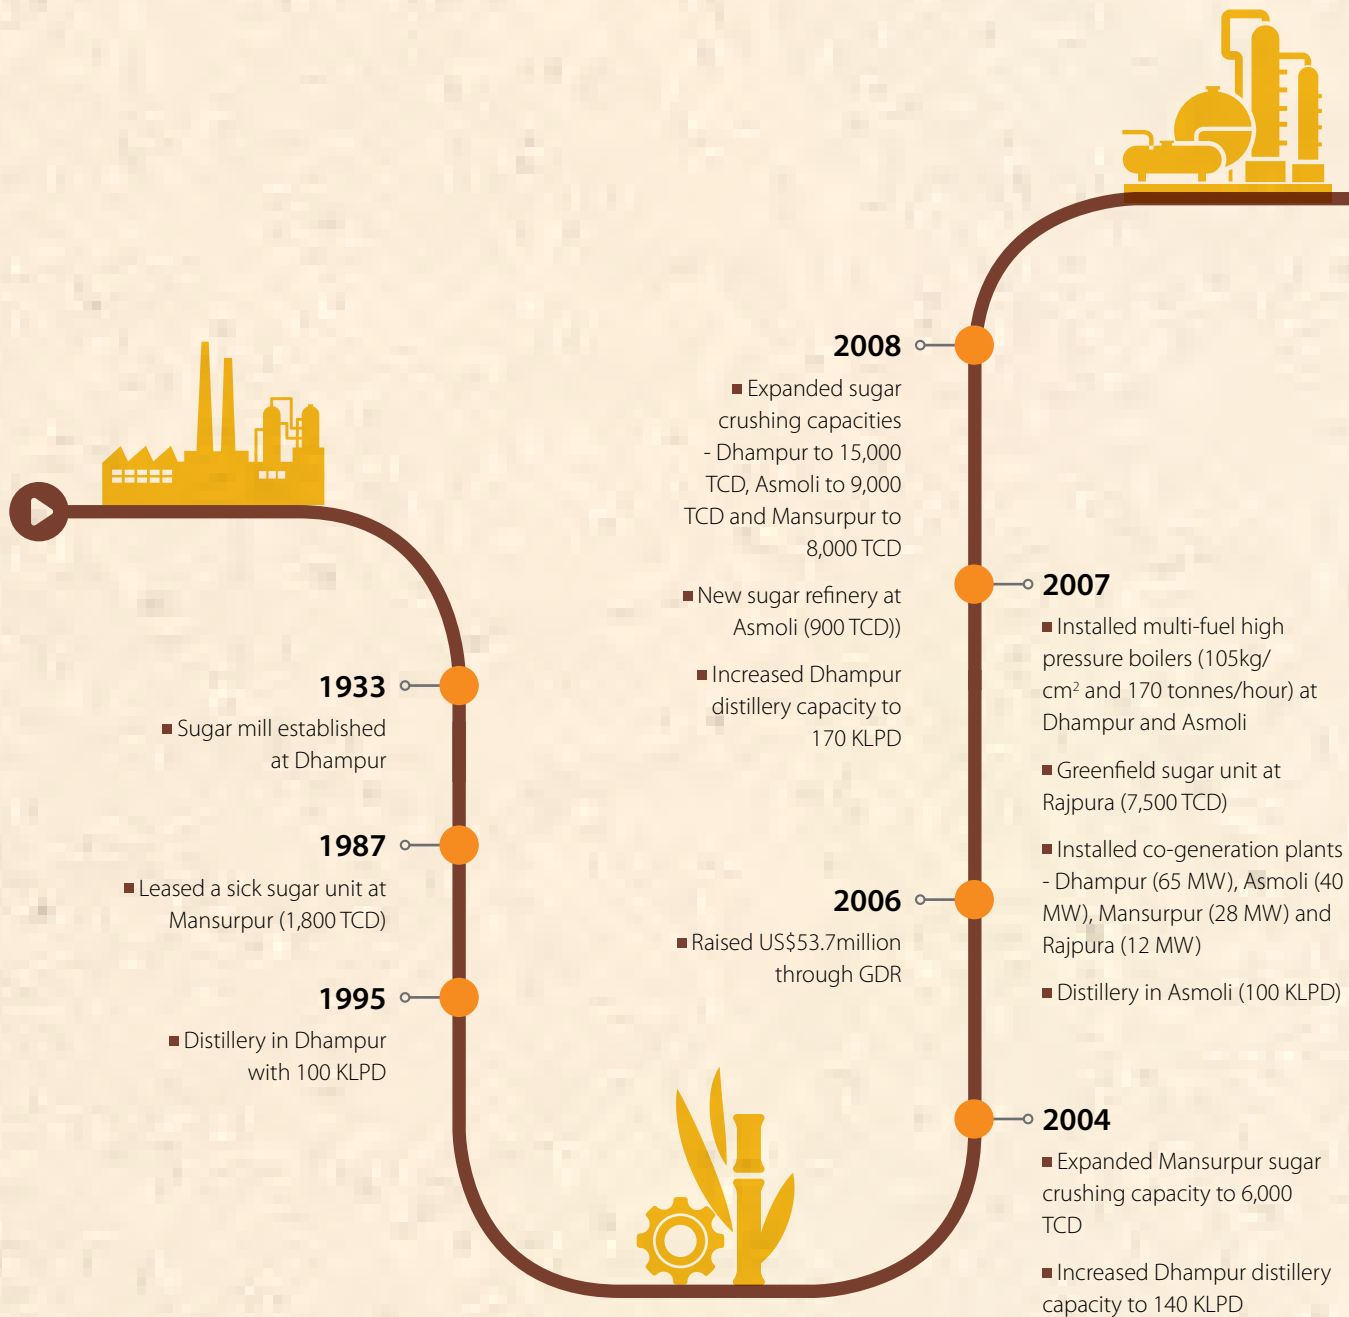 1933
■ Sugar mill established
at Dhampur
1987
■ Leased a sick sugar unit at
Mansurpur (1,800 TCD)
1995
■ Distillery in Dhampur
with 100 KLPD
2004
■ Expanded Mansurpur sugar
crushing capacity to 6,000
TCD
■ Increased Dhampur distillery
capacity to 140 KLPD
2006
■ Raised US$53.7million
through GDR
2007
■ Installed multi-fuel high
pressure boilers (105kg/
cm² and 170 tonnes/hour) at
Dhampur and Asmoli
■ Greenfield sugar unit at
Rajpura (7,500 TCD)
■ Installed co-generation plants
- Dhampur (65 MW), Asmoli (40
MW), Mansurpur (28 MW) and
Rajpura (12 MW)
■ Distillery in Asmoli (100 KLPD)
2008
■ Expanded sugar
crushing capacities
- Dhampur to 15,000
TCD, Asmoli to 9,000
TCD and Mansurpur to
8,000 TCD
■ New sugar refinery at
Asmoli (900 TCD))
■ Increased Dhampur
distillery capacity to
170 KLPD